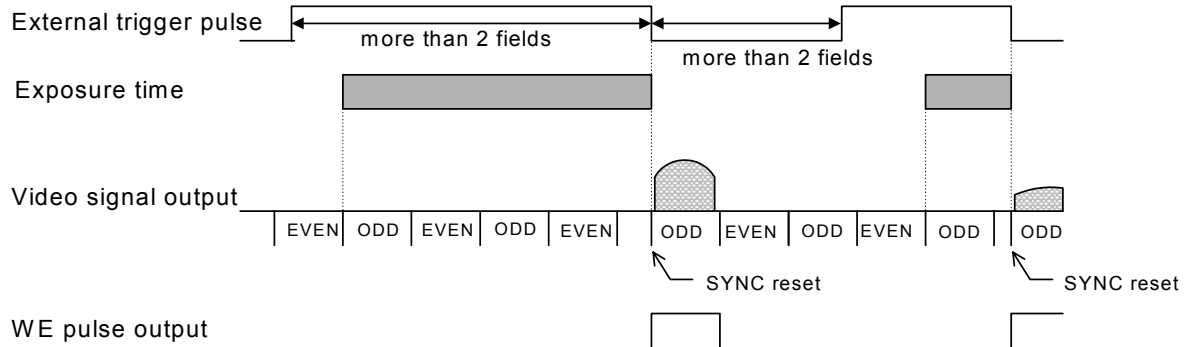 External trigger pulse
more than 2 fields
more than 2 fields
Exposure time
Video signal output
EVEN ODD EVEN ODD EVEN ODD EVEN ODD EVEN ODD ODD
SYNC reset SYNC reset
WE pulse output